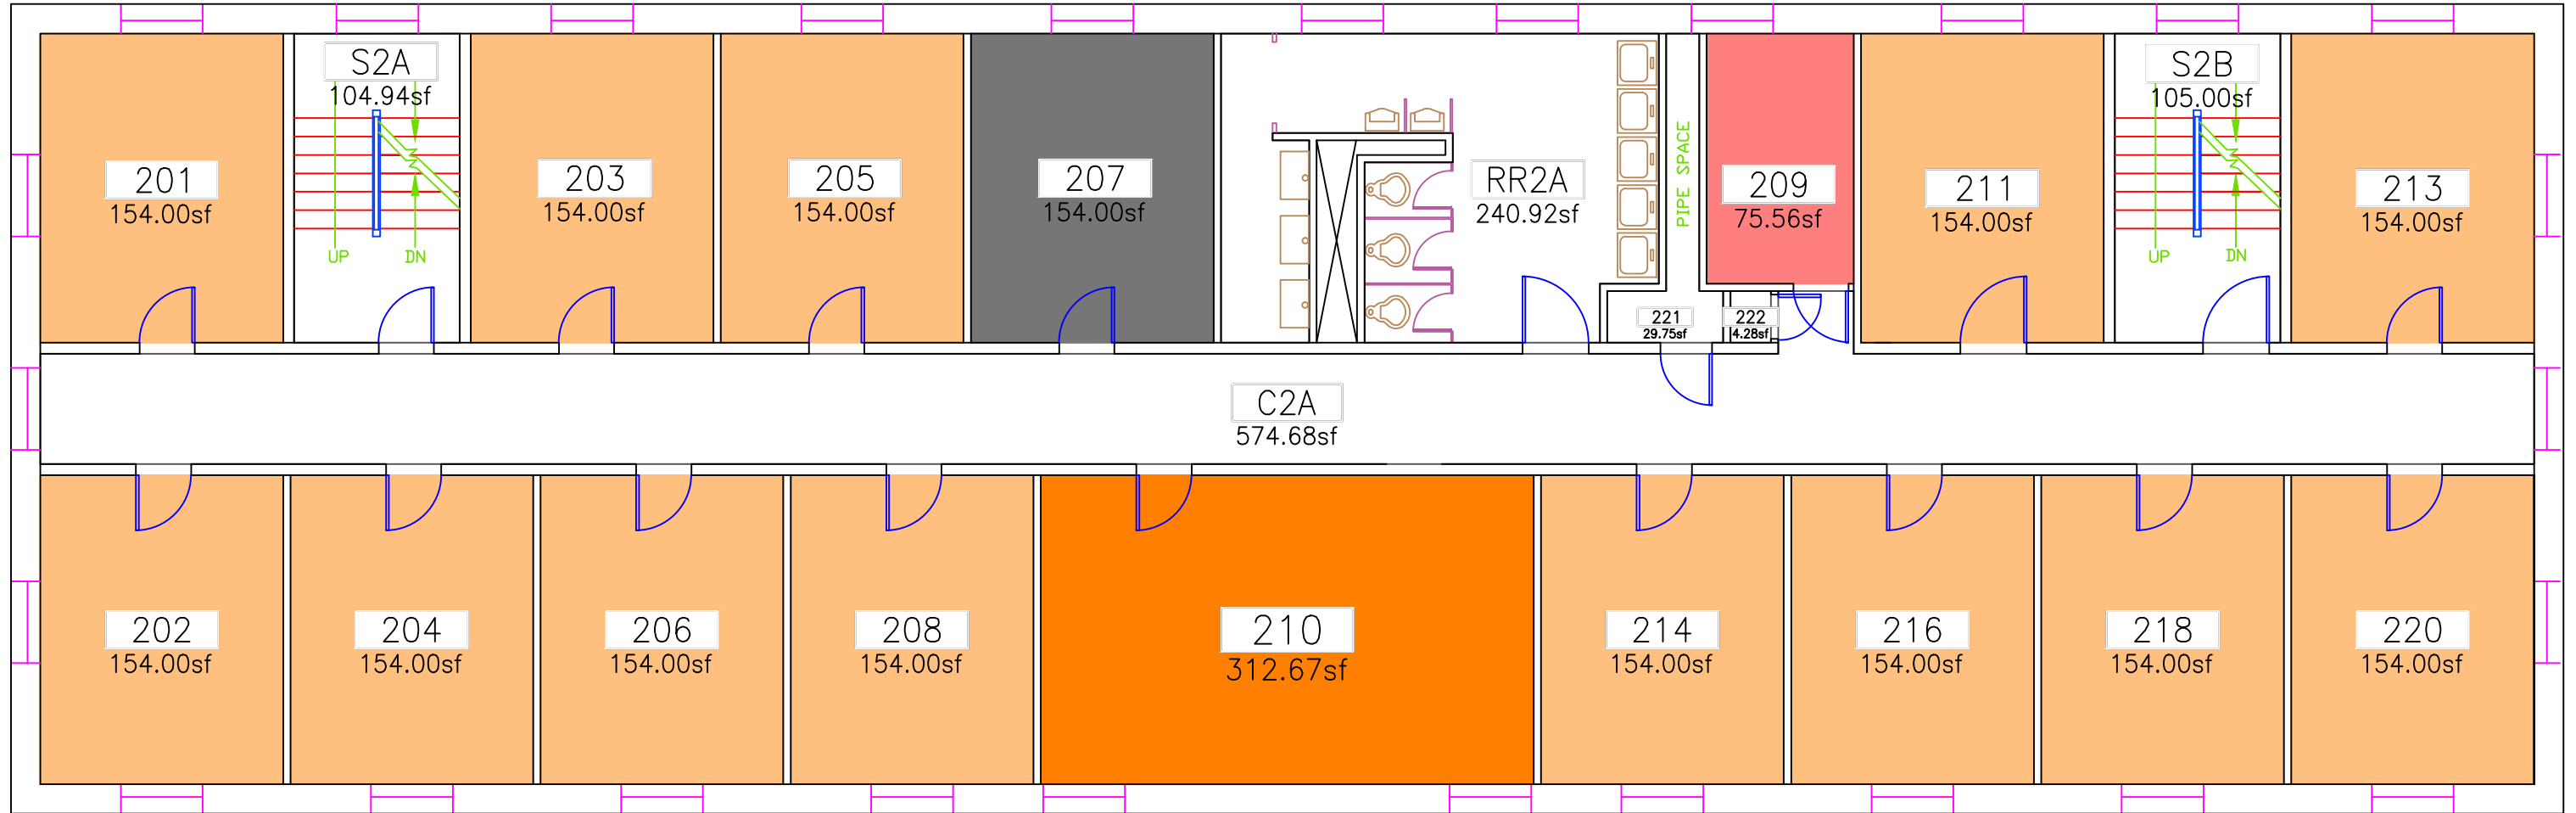 S2A
104.94sf
UP
DN
201
154.00sf
203
154.00sf
205
154.00sf
207
154.00sf
RR2A
240.92sf
PIPE SPACE
209
75.56sf
211
154.00sf
S2B
105.00sf
UP
DN
213
154.00sf
221
29.75sf
222
4.28sf
C2A
574.68sf
202
154.00sf
204
154.00sf
206
154.00sf
208
154.00sf
210
312.67sf
214
154.00sf
216
154.00sf
218
154.00sf
220
154.00sf